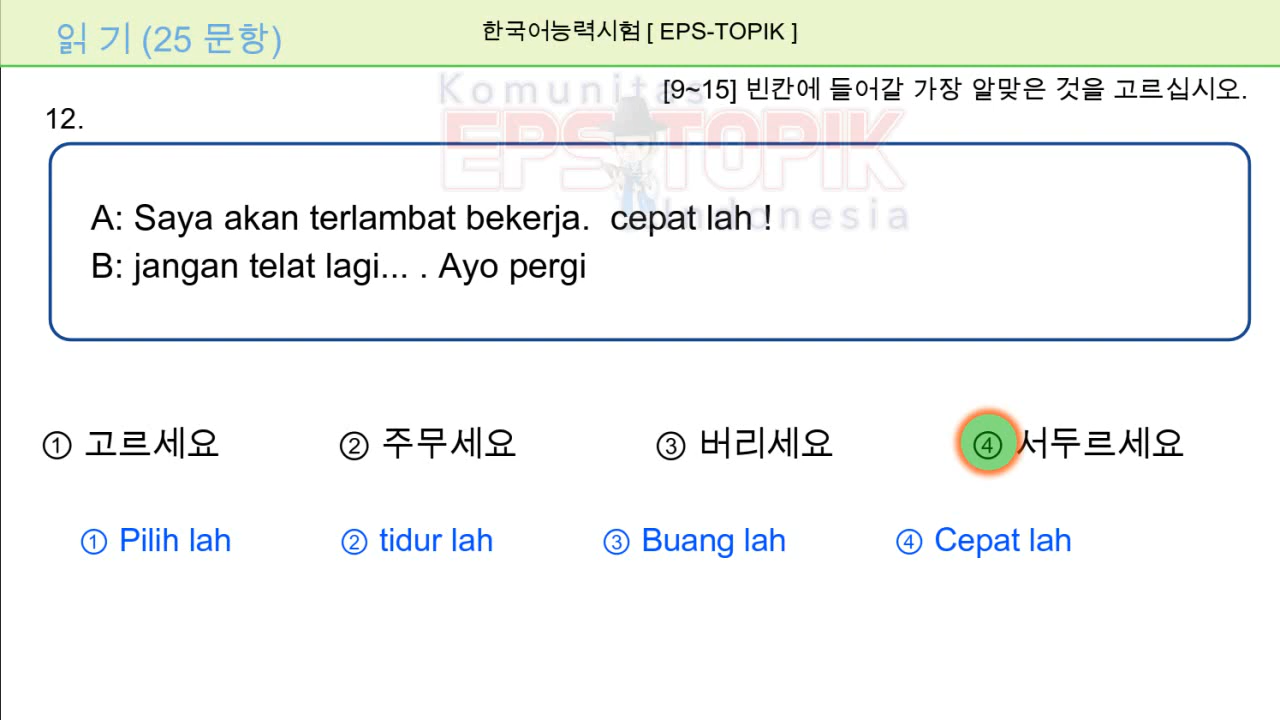 읽 기 (25 문항)
한국어능력시험 [ EPS-TOPIK ]
Komunitas
EPS TOPIK
Indonesia
[9~15] 빈칸에 들어갈 가장 알맞은 것을 고르십시오.
12.
A: Saya akan terlambat bekerja.  cepat lah !
B: jangan telat lagi... . Ayo pergi
① 고르세요 ② 주무세요 ③ 버리세요 ④ 서두르세요
① Pilih lah ② tidur lah ③ Buang lah ④ Cepat lah